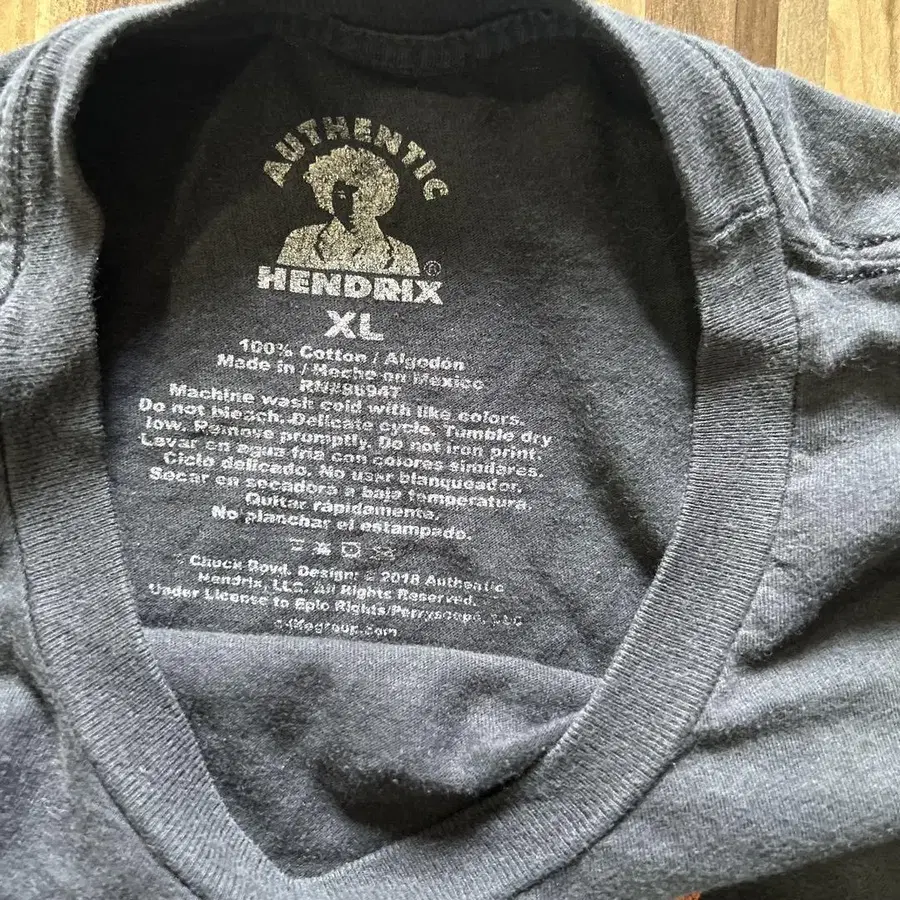 AUTHENTIC
HENDRIX
®
XL
100% Cotton / Algodón
Made in / Hecho en Mexico
RN#86947
Machine wash cold with like colors.
Do not bleach. Delicate cycle. Tumble dry
low. Remove promptly. Do not iron print.
Lavar en agua fria con colores similares.
Ciclo delicado. No usar blanqueador.
Secar en secadora a baja temperatura.
Quitar rápidamente.
No planchar el estampado.
Chuck Boyd. Design: © 2018 Authentic
Hendrix, LLC. All Rights Reserved.
Under License to Epic Rights/Perryscope, LLC